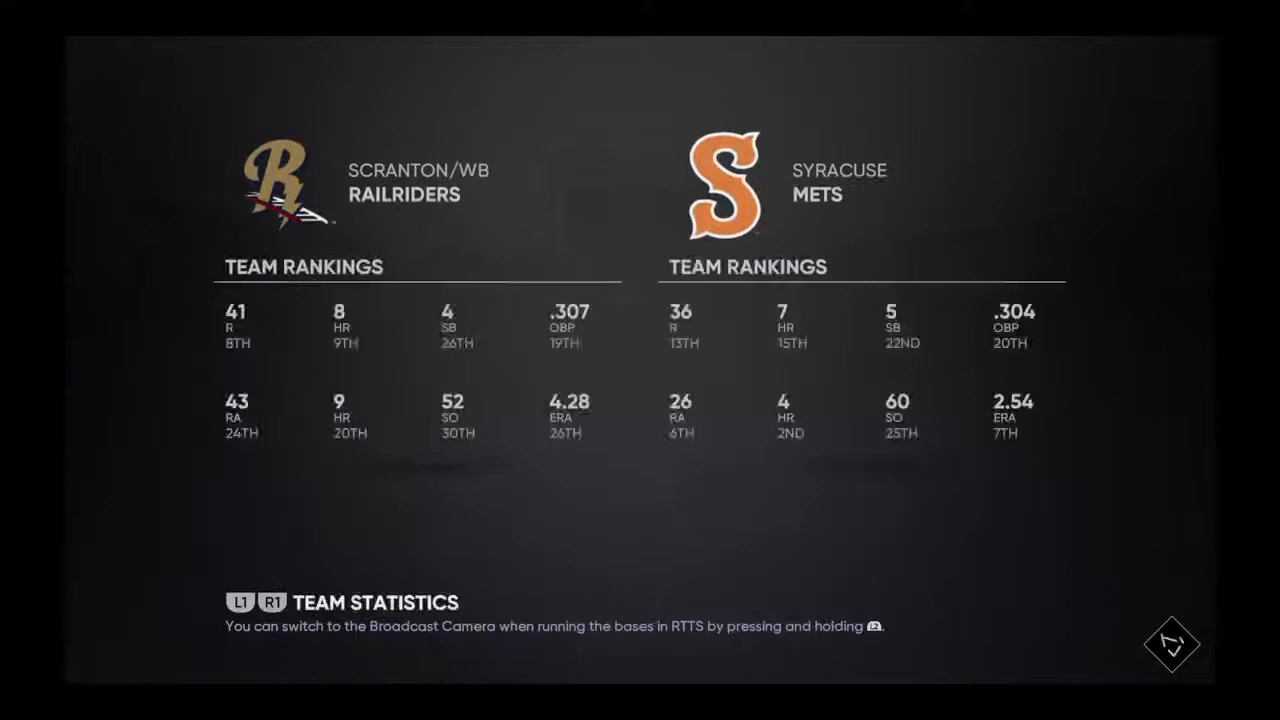 SCRANTON/WB
RAILRIDERS
TEAM RANKINGS
41 8 4 .307
R HR SB OBP
8TH 9TH 26TH 19TH
43 9 52 4.28
RA HR SO ERA
24TH 20TH 30TH 26TH
SYRACUSE
METS
TEAM RANKINGS
36 7 5 .304
R HR SB OBP
13TH 15TH 22ND 20TH
26 4 60 2.54
RA HR SO ERA
6TH 2ND 25TH 7TH
L1 R1 TEAM STATISTICS
You can switch to the Broadcast Camera when running the bases in RTTS by pressing and holding L2.